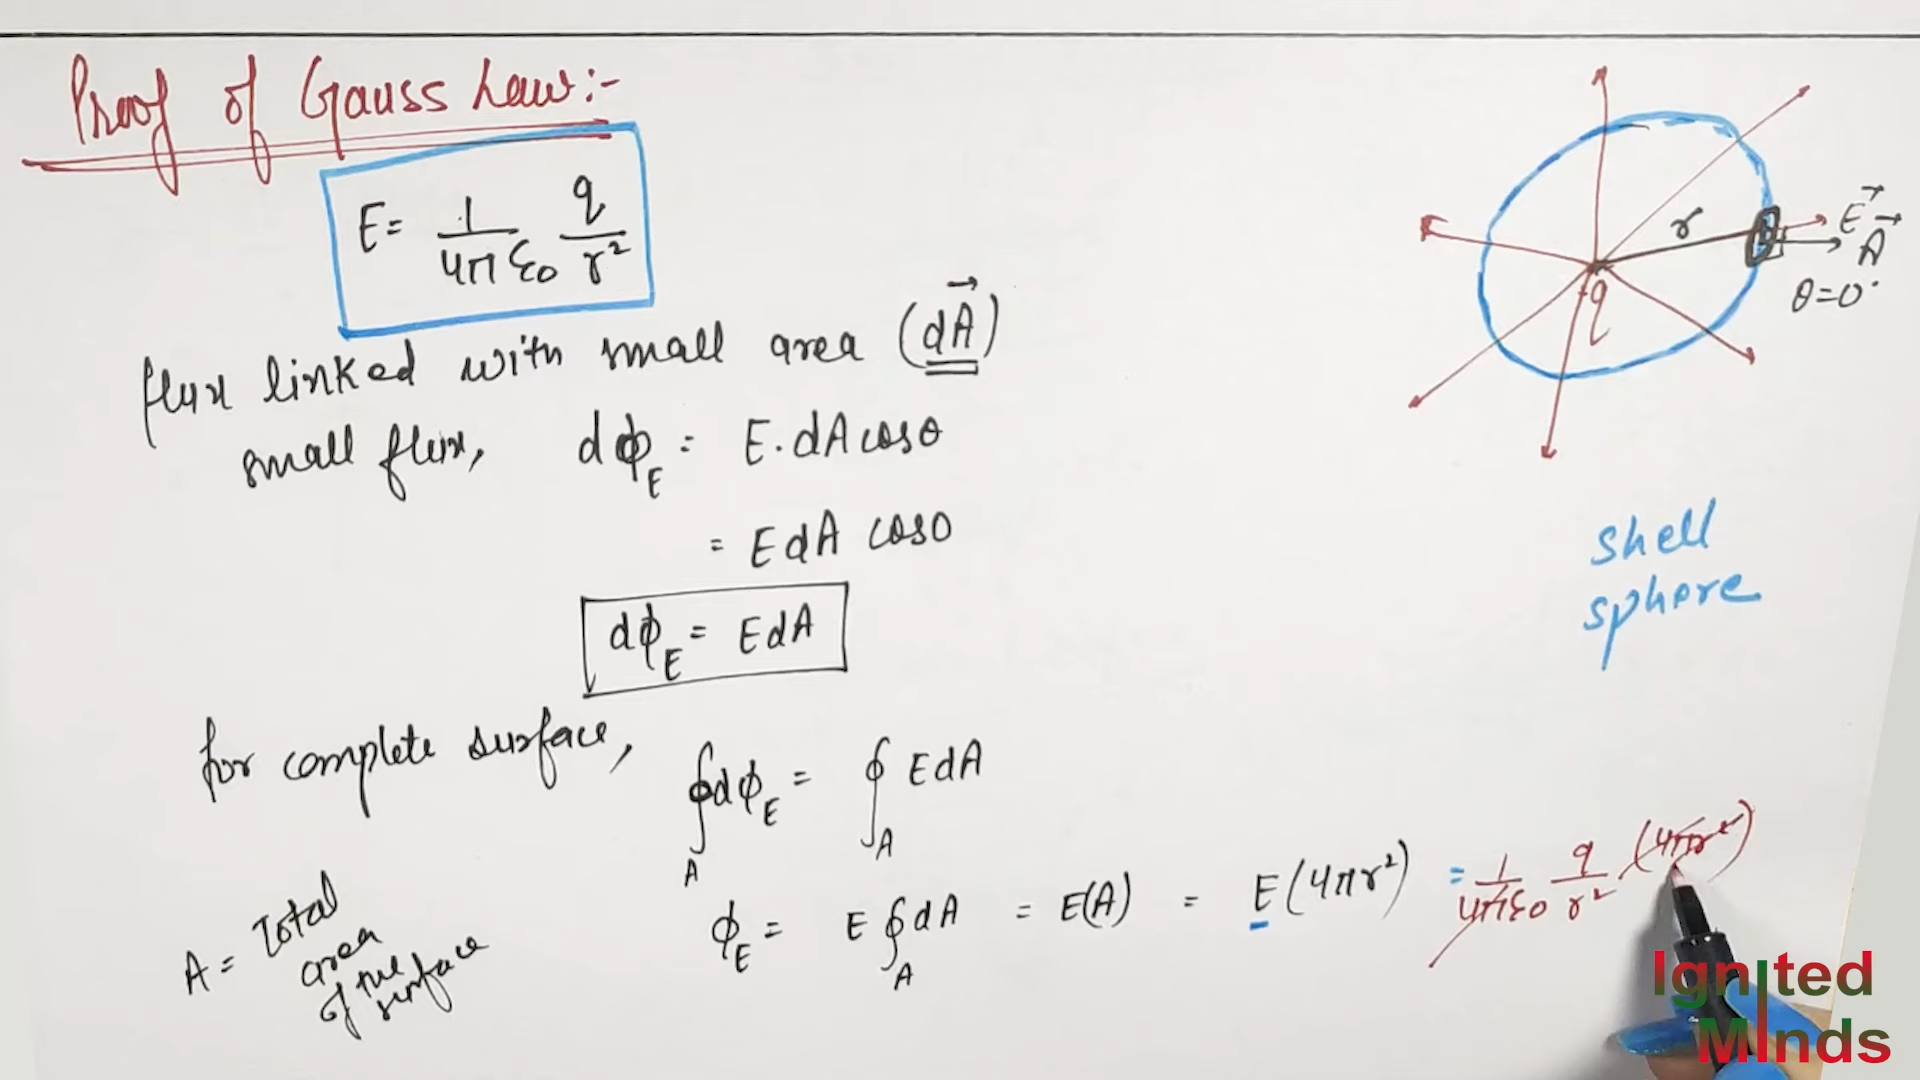 Proof of Gauss Law:-
E = 1/4πε0 q/r²
flux linked with small area (dA→)
small flux, dϕE = E.dA cosθ
= EdA cos0
dϕE = EdA
for complete surface, ∮A dϕE = ∮A EdA
ϕE = E ∮A dA = E(A) = E(4πr²) = 1/4πε0 q/r² (4πr²)
A = Total
area
of the
surface
r
E→
A→
θ=0°
+q
shell
sphere
Ignited
Minds